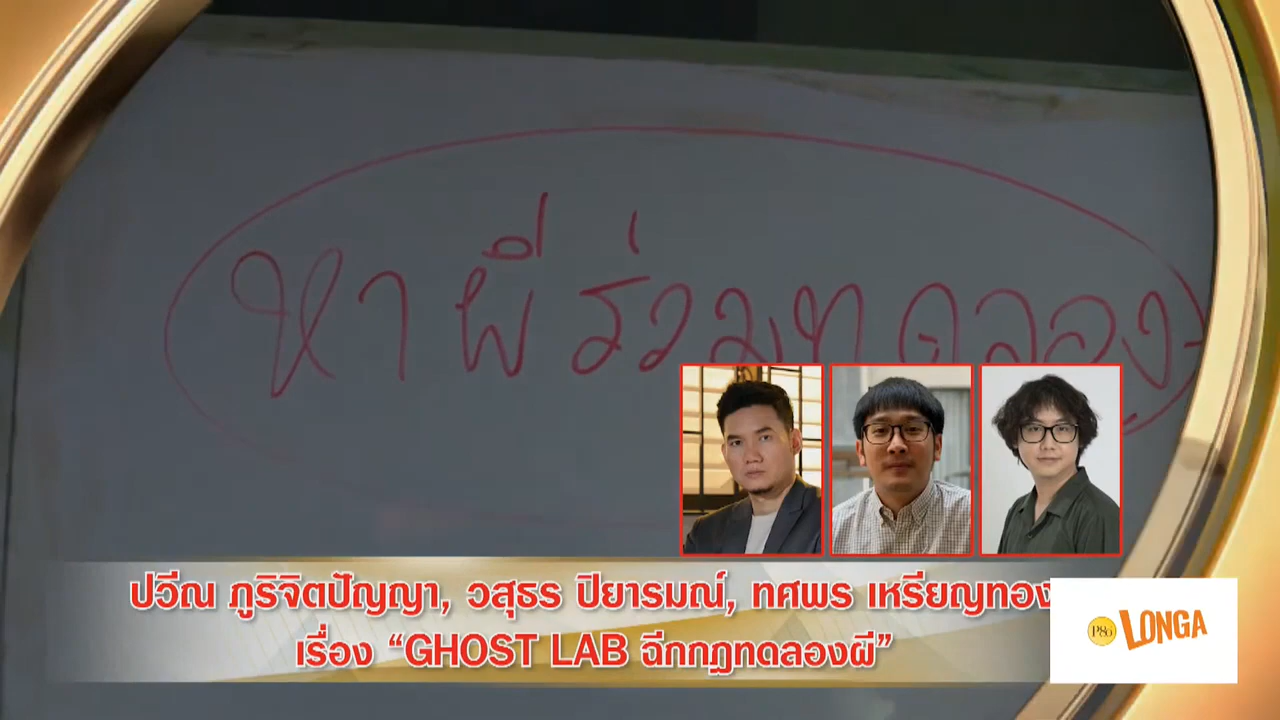 หาผีร่วมทดลอง
ปวีณ ภูริจิตปัญญา, วสุธร ปิยารมณ์, ทศพร เหรียญทอง
เรื่อง “GHOST LAB ฉีกกฎทดลองผี”
P80 LONGA